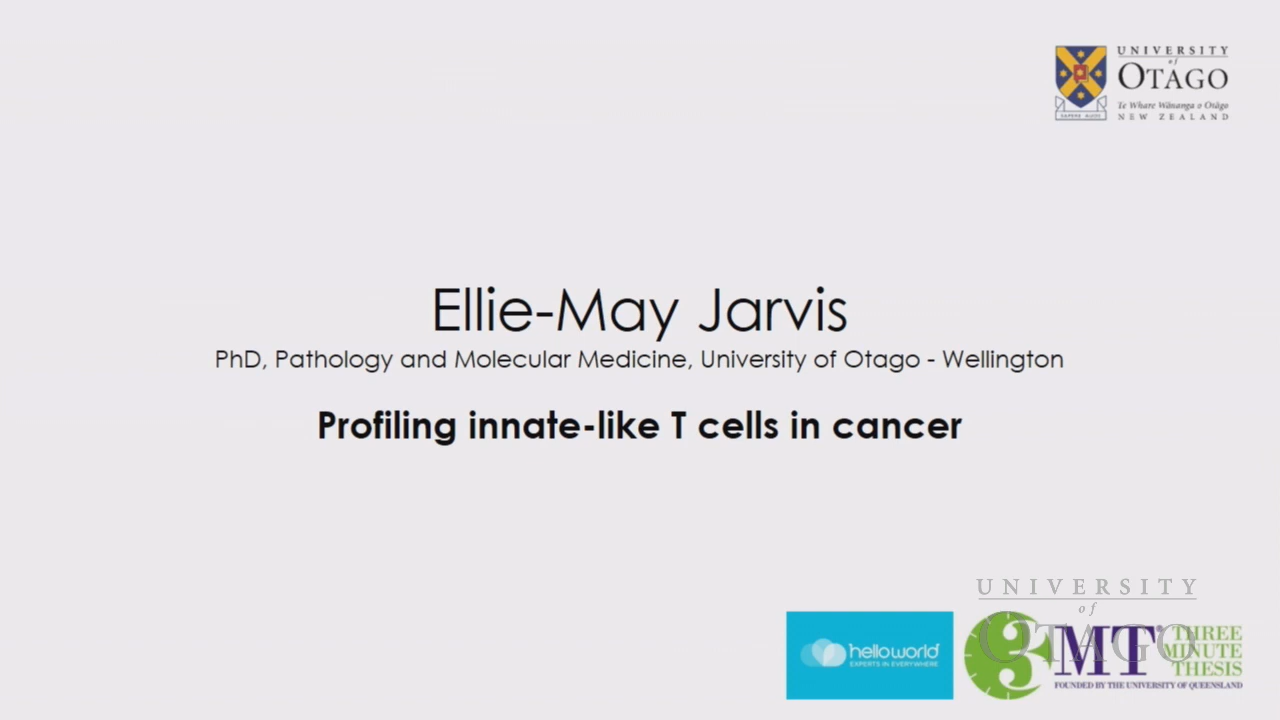 UNIVERSITY
of
OTAGO
Te Whare Wānanga o Otāgo
NEW ZEALAND
SAPERE AUDE
Ellie-May Jarvis
PhD, Pathology and Molecular Medicine, University of Otago - Wellington
Profiling innate-like T cells in cancer
helloworld
EXPERTS IN EVERYWHERE
UNIVERSITY
of
OTAGO
3MT® THREE
MINUTE
THESIS
FOUNDED BY THE UNIVERSITY OF QUEENSLAND